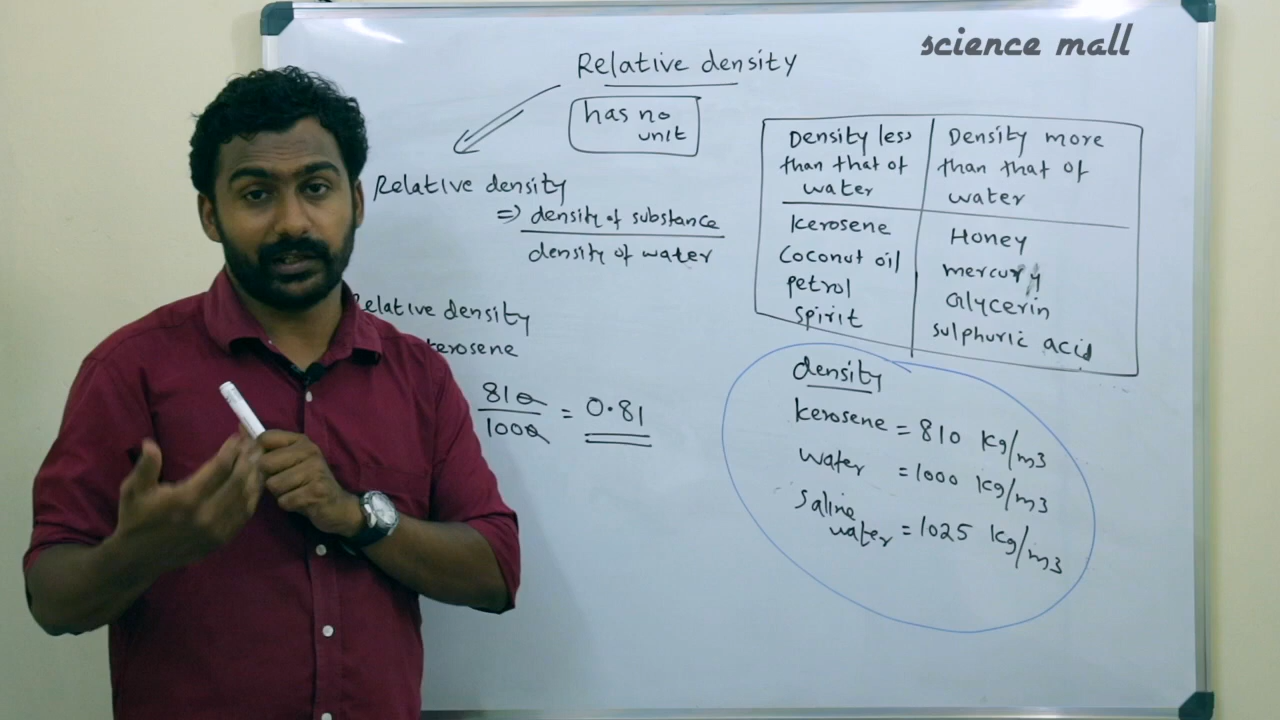 science mall
Relative density
has no
unit
Relative density
=> density of substance
density of water
Relative density
kerosene
810
1000
= 0.81
Density less
than that of
water
Kerosene
Coconut oil
petrol
spirit
Density more
than that of
water
Honey
mercury
Glycerin
sulphuric acid
density
kerosene = 810 kg/m3
water = 1000 kg/m3
saline
water = 1025 kg/m3